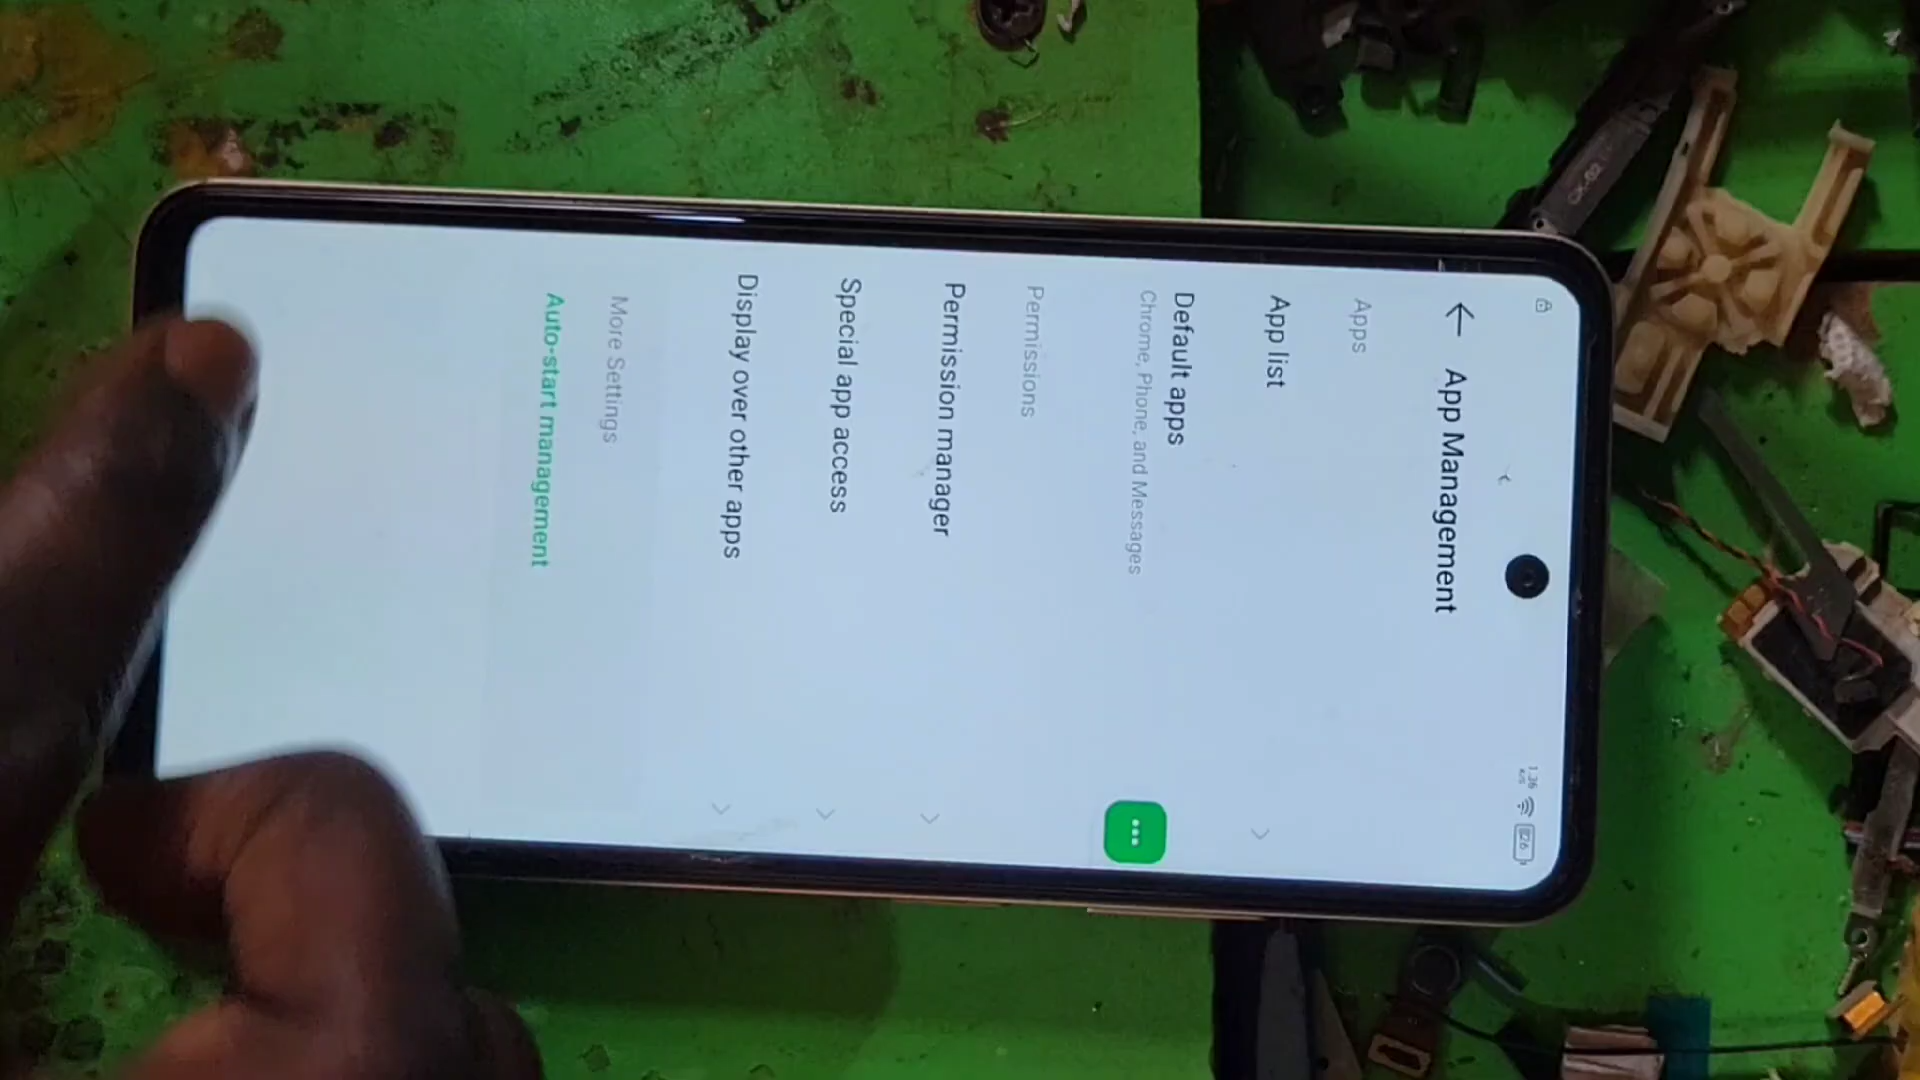 App Management
Apps
App list
Default apps
Chrome, Phone, and Messages
Permissions
Permission manager
Special app access
Display over other apps
More Settings
Auto-start management